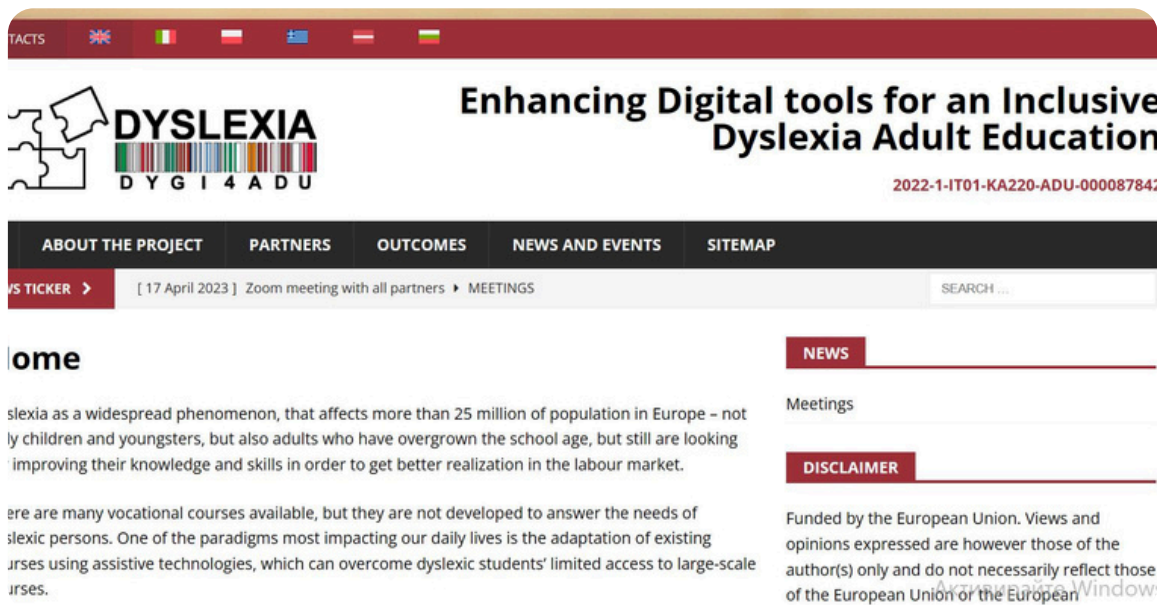 TACTS
DYSLEXIA
DYGI4ADU
Enhancing Digital tools for an Inclusive
Dyslexia Adult Education
2022-1-IT01-KA220-ADU-000087842
ABOUT THE PROJECT PARTNERS OUTCOMES NEWS AND EVENTS SITEMAP
VS TICKER [ 17 April 2023 ] Zoom meeting with all partners MEETINGS SEARCH ...
ome
slexia as a widespread phenomenon, that affects more than 25 million of population in Europe – not
ly children and youngsters, but also adults who have overgrown the school age, but still are looking
improving their knowledge and skills in order to get better realization in the labour market.
ere are many vocational courses available, but they are not developed to answer the needs of
slexic persons. One of the paradigms most impacting our daily lives is the adaptation of existing
urses using assistive technologies, which can overcome dyslexic students’ limited access to large-scale
urses.
NEWS
Meetings
DISCLAIMER
Funded by the European Union. Views and
opinions expressed are however those of the
author(s) only and do not necessarily reflect those
of the European Union or the European
Активирайте Windows